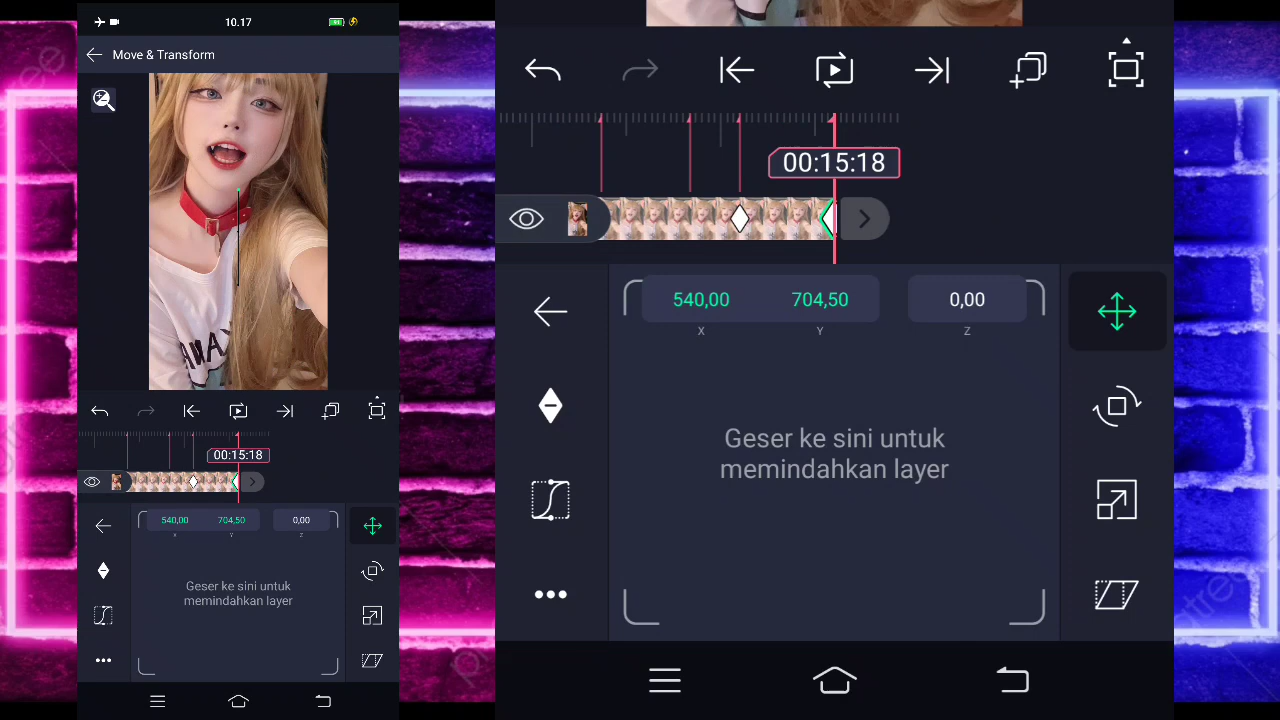 10.17
Move & Transform
00:15:18
540,00
704,50
0,00
X
Y
Z
Geser ke sini untuk
memindahkan layer
00:15:18
540,00
704,50
0,00
X
Y
Z
Geser ke sini untuk
memindahkan layer